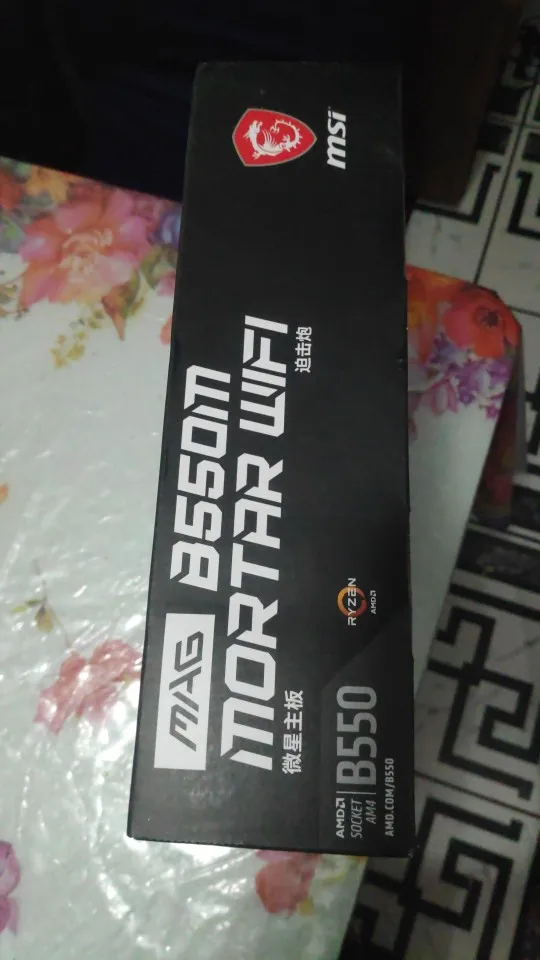 MAG B550M
MORTAR WIFI
微星主板 迫击炮
msi
RYZEN
AMD
AMD
SOCKET
AM4
B550
AMD.COM/B550